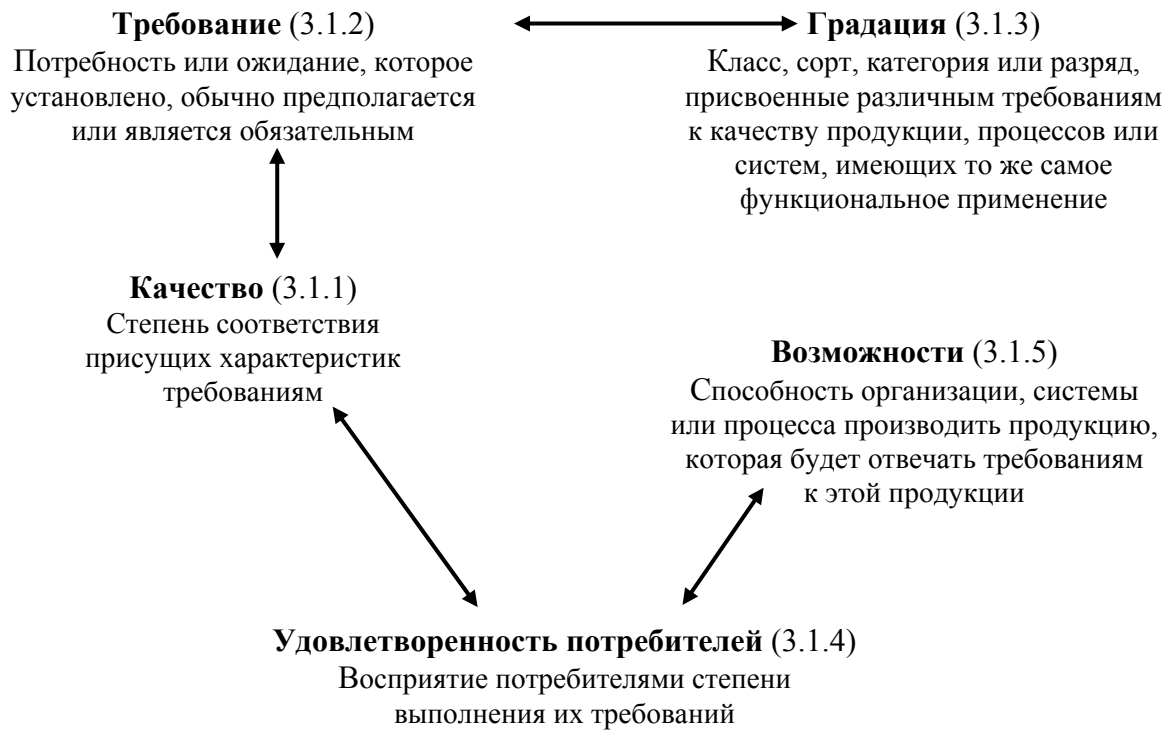 Требование (3.1.2)
Потребность или ожидание, которое
установлено, обычно предполагается
или является обязательным
Градация (3.1.3)
Класс, сорт, категория или разряд,
присвоенные различным требованиям
к качеству продукции, процессов или
систем, имеющих то же самое
функциональное применение
Качество (3.1.1)
Степень соответствия
присущих характеристик
требованиям
Возможности (3.1.5)
Способность организации, системы
или процесса производить продукцию,
которая будет отвечать требованиям
к этой продукции
Удовлетворенность потребителей (3.1.4)
Восприятие потребителями степени
выполнения их требований